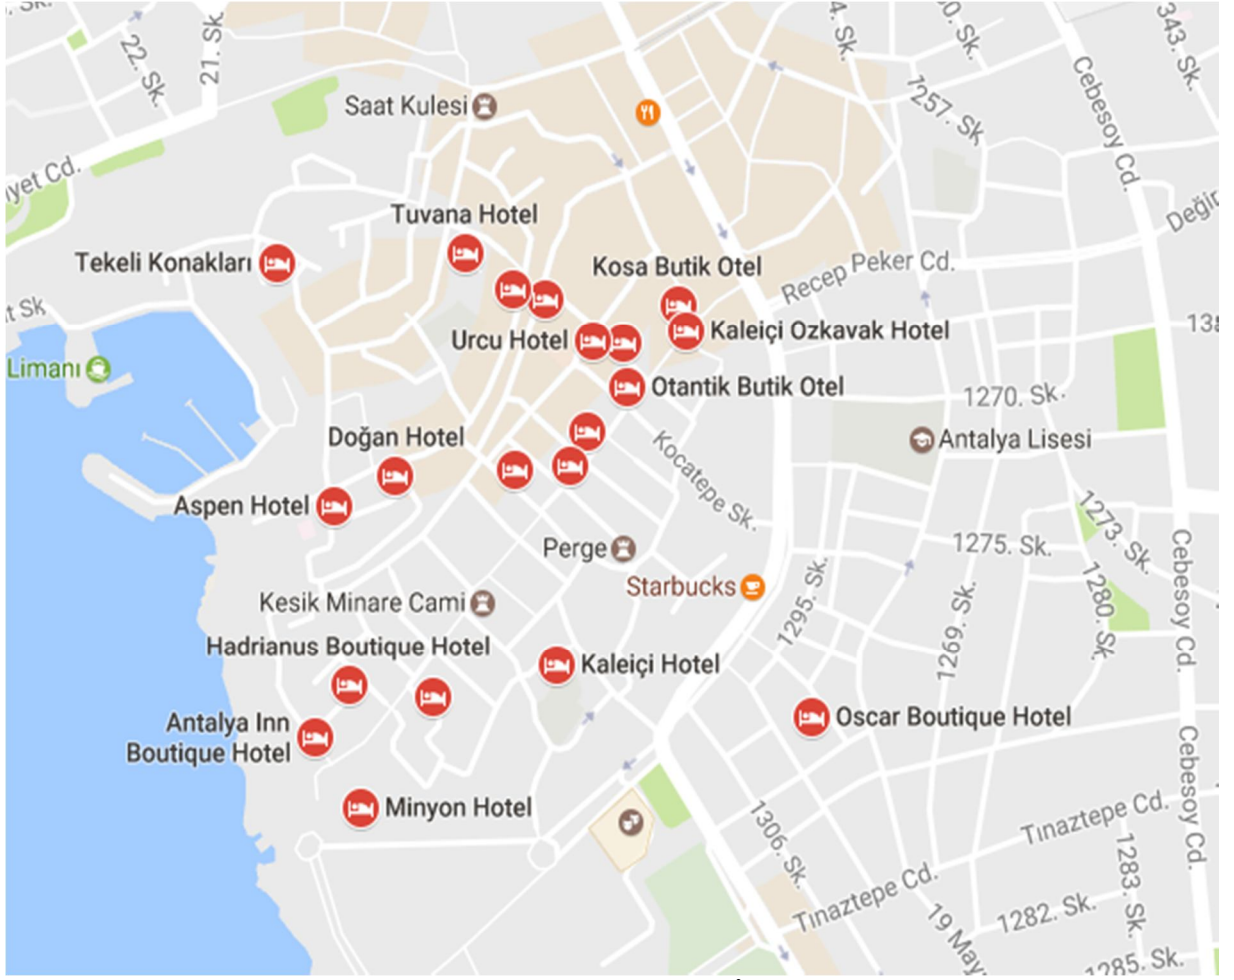 21. Sk.
22. Sk.
4. Sk.
343. Sk.
Cebesoy Cd.
1257. Sk
Saat Kulesi
yet Cd.
Tuvana Hotel
Tekeli Konakları
Kosa Butik Otel
Recep Peker Cd.
Değir
t Sk
Urcu Hotel
Kaleiçi Ozkavak Hotel
138
Limanı
Otantik Butik Otel
1270. Sk.
Doğan Hotel
Antalya Lisesi
Kocatepe Sk.
Aspen Hotel
1273. Sk.
Perge
1275. Sk.
Starbucks
1295. Sk.
1280. Sk
Cebesoy Cd.
Kesik Minare Cami
1269. Sk.
Hadrianus Boutique Hotel
Kaleiçi Hotel
Antalya Inn
Boutique Hotel
Oscar Boutique Hotel
Cebesoy Cd.
Minyon Hotel
1306. Sk.
Tınaztepe Cd.
Tınaztepe Cd.
1283. Sk.
1282. Sk.
19 May
1285. Sk.